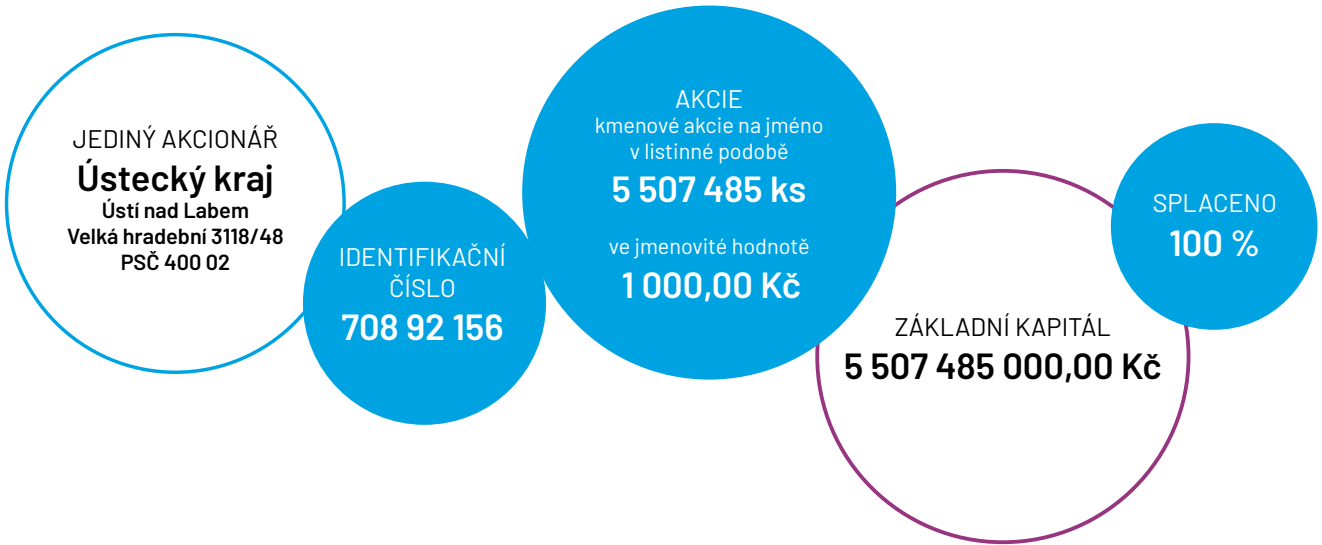 JEDINÝ AKCIONÁŘ
Ústecký kraj
Ústí nad Labem
Velká hradební 3118/48
PSČ 400 02
IDENTIFIKAČNÍ
ČÍSLO
708 92 156
AKCIE
kmenové akcie na jméno
v listinné podobě
5 507 485 ks
ve jmenovité hodnotě
1 000,00 Kč
ZÁKLADNÍ KAPITÁL
5 507 485 000,00 Kč
SPLACENO
100 %